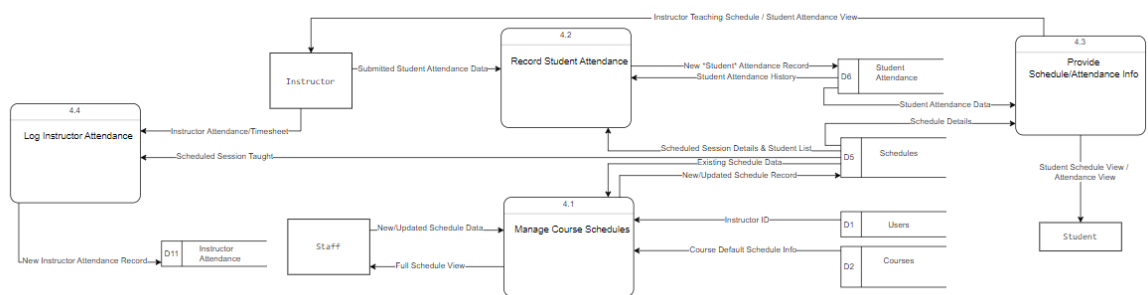 Instructor Teaching Schedule / Student Attendance View
4.2
Record Student Attendance
4.3
Provide
Schedule/Attendance Info
Instructor
Submitted Student Attendance Data
New *Student* Attendance Record
Student Attendance History
D6
Student
Attendance
Student Attendance Data
Schedule Details
4.4
Log Instructor Attendance
Instructor Attendance/Timesheet
Scheduled Session Taught
Scheduled Session Details & Student List
Existing Schedule Data
New/Updated Schedule Record
D5
Schedules
Student Schedule View /
Attendance View
4.1
Manage Course Schedules
Staff
New/Updated Schedule Data
Full Schedule View
Instructor ID
D1
Users
Course Default Schedule Info
D2
Courses
Student
New Instructor Attendance Record
D11
Instructor
Attendance